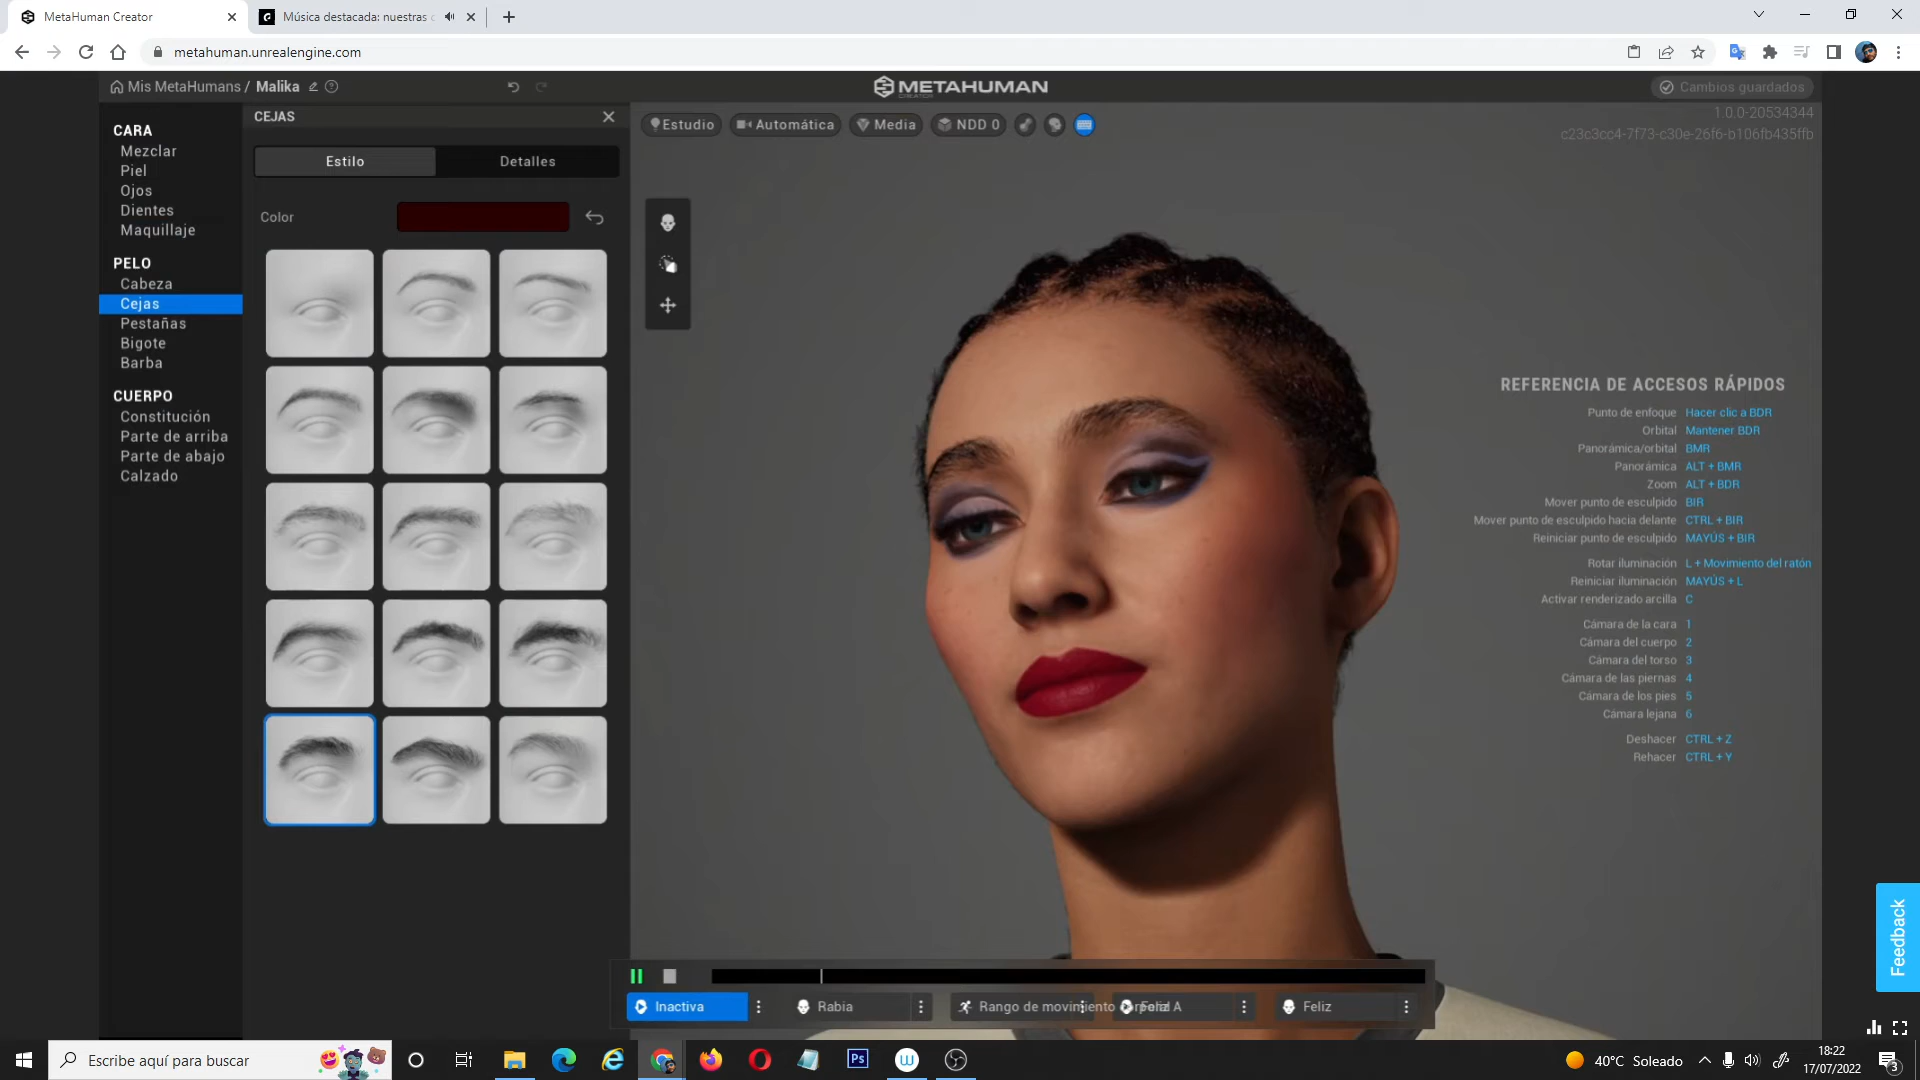 MetaHuman Creator
Música destacada: nuestras c
metahuman.unrealengine.com
Mis MetaHumans / Malika
METAHUMAN
CREATOR
Cambios guardados
1.0.0-20534344
c23c3cc4-7f73-c30e-26f6-b106fb435ffb
CARA
Mezclar
Piel
Ojos
Dientes
Maquillaje
PELO
Cabeza
Cejas
Pestañas
Bigote
Barba
CUERPO
Constitución
Parte de arriba
Parte de abajo
Calzado
CEJAS
Estilo
Detalles
Color
Estudio
Automática
Media
NDD 0
REFERENCIA DE ACCESOS RÁPIDOS
Punto de enfoque Hacer clic a BDR
Orbital Mantener BDR
Panorámica/orbital BMR
Panorámica ALT + BMR
Zoom ALT + BDR
Mover punto de esculpido BIR
Mover punto de esculpido hacia delante CTRL + BIR
Reiniciar punto de esculpido MAYÚS + BIR
Rotar iluminación L + Movimiento del ratón
Reiniciar iluminación MAYÚS + L
Activar renderizado arcilla C
Cámara de la cara 1
Cámara del cuerpo 2
Cámara del torso 3
Cámara de las piernas 4
Cámara de los pies 5
Cámara lejana 6
Deshacer CTRL + Z
Rehacer CTRL + Y
Feedback
Inactiva
Rabia
Rango de movimiento
Feliz A
Feliz
Escribe aquí para buscar
Ps
40°C Soleado
18:22
17/07/2022
3